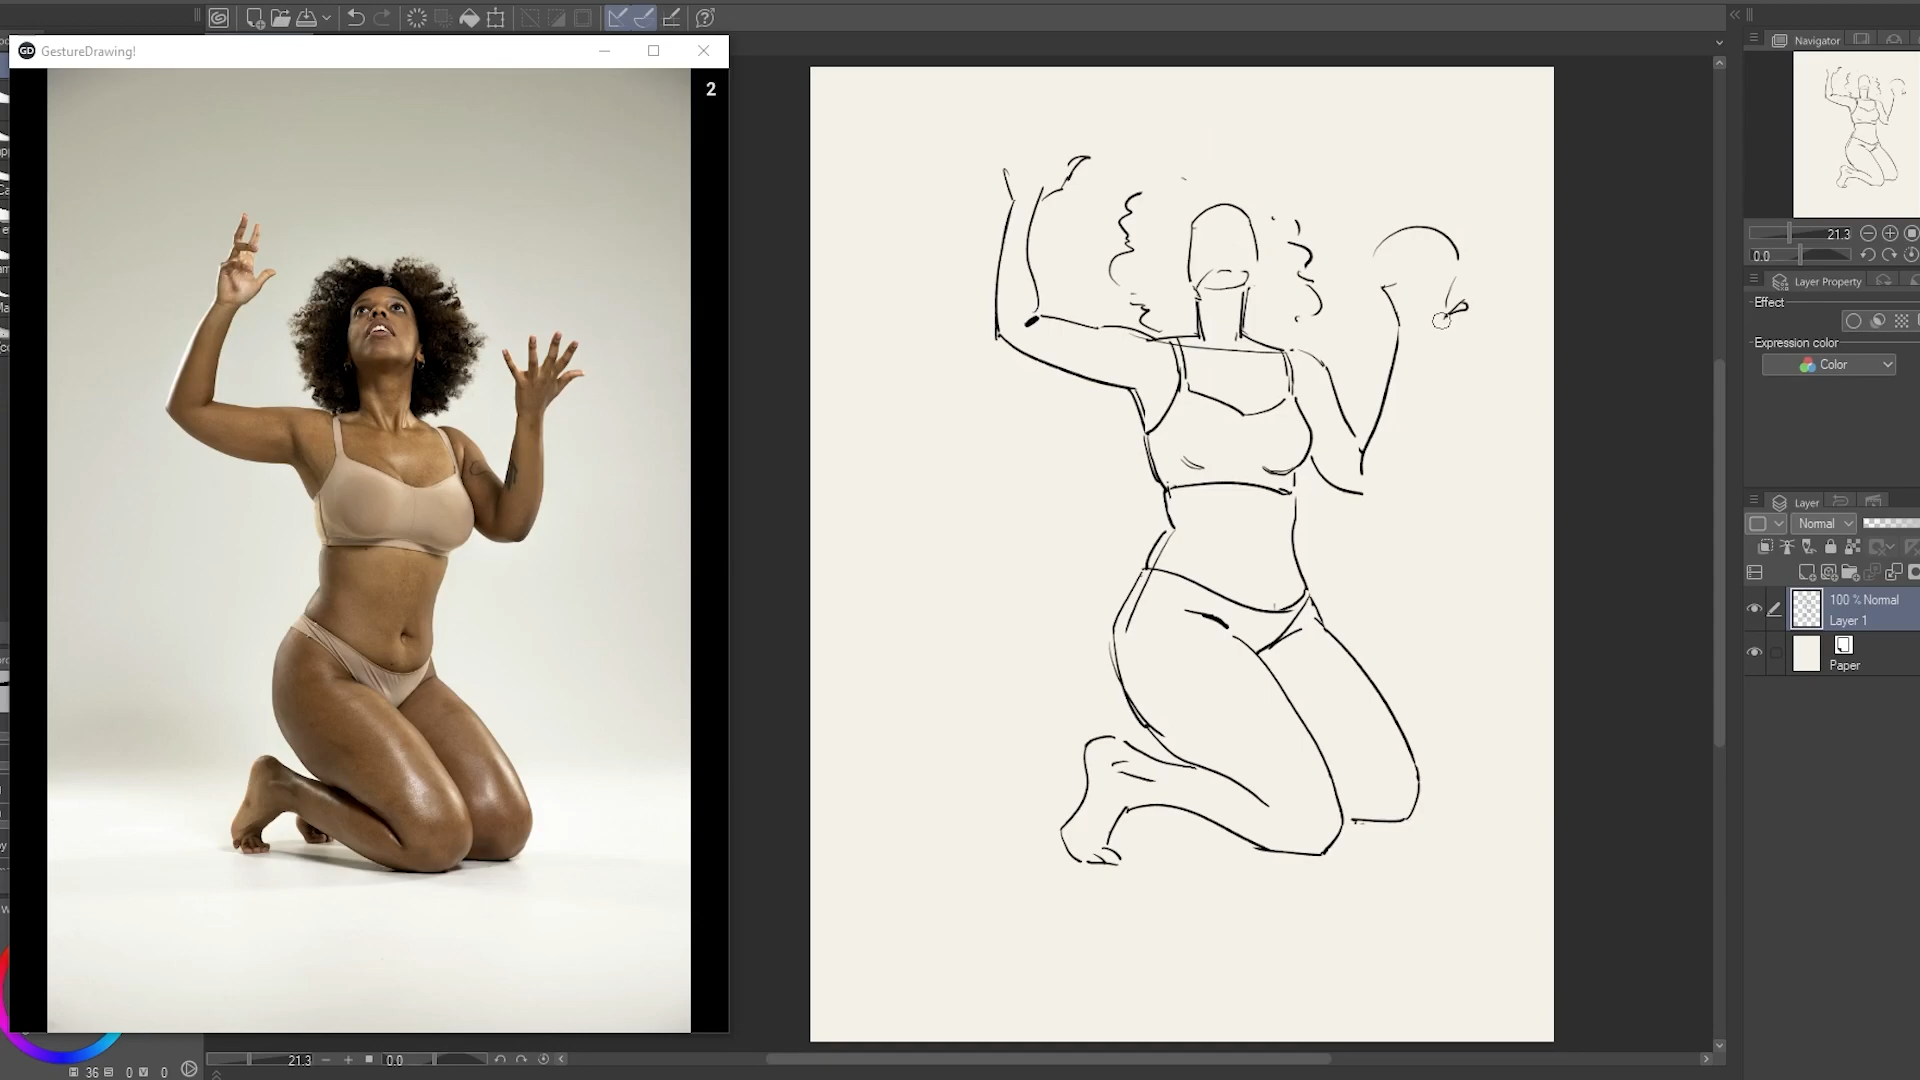 GD GestureDrawing!
2
Navigator
21.3
0.0
Layer Property
Effect
Expression color
Color
Layer
Normal
100 % Normal
Layer 1
Paper
21.3
0.0
H 36 S 0 V 0